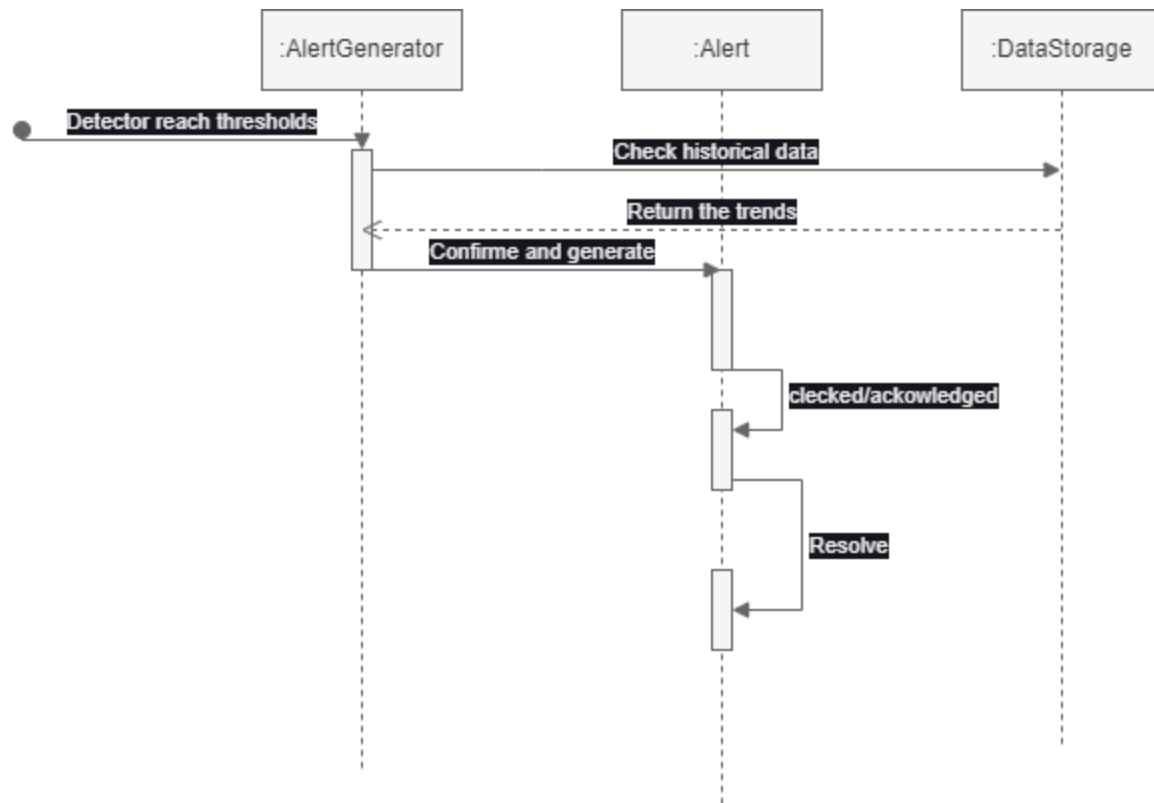 :AlertGenerator
:Alert
:DataStorage
Detector reach thresholds
Check historical data
Return the trends
Confirme and generate
clecked/ackowledged
Resolve